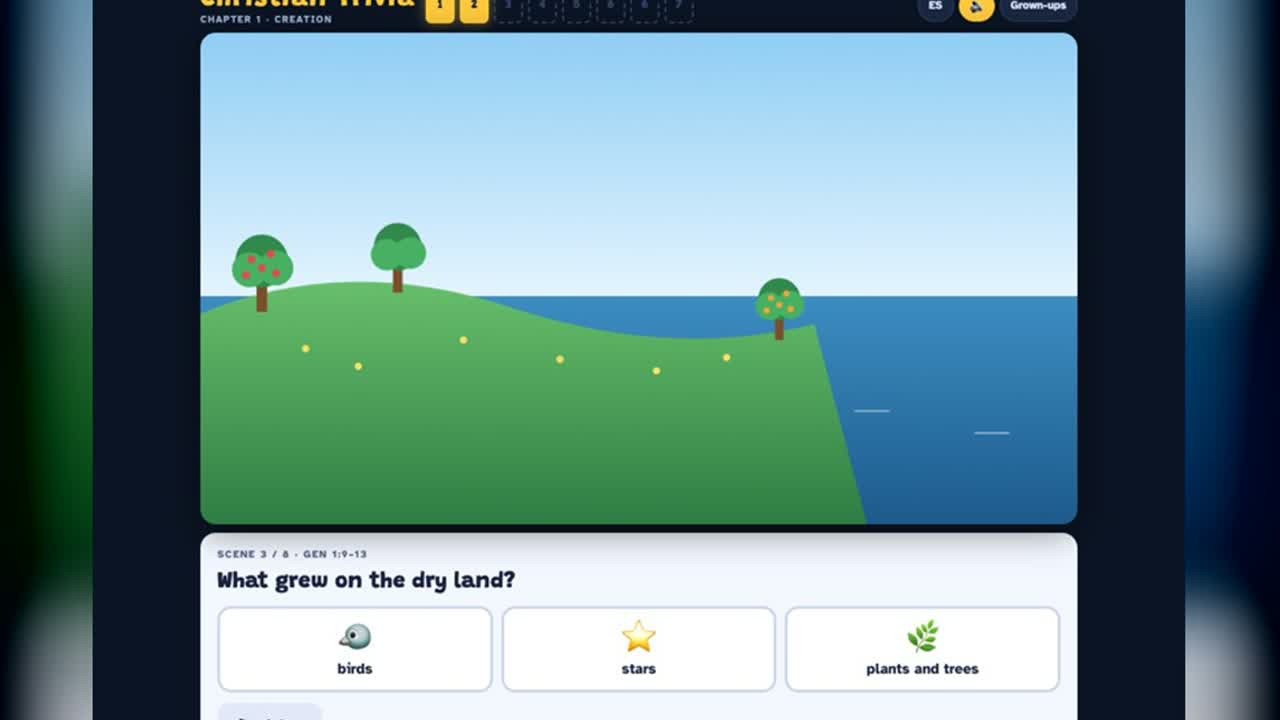 Christian Trivia
CHAPTER 1 · CREATION
1 2 3 4 5 6 6 7
ES
Grown-ups
SCENE 3 / 8 · GEN 1:9-13
What grew on the dry land?
birds
stars
plants and trees